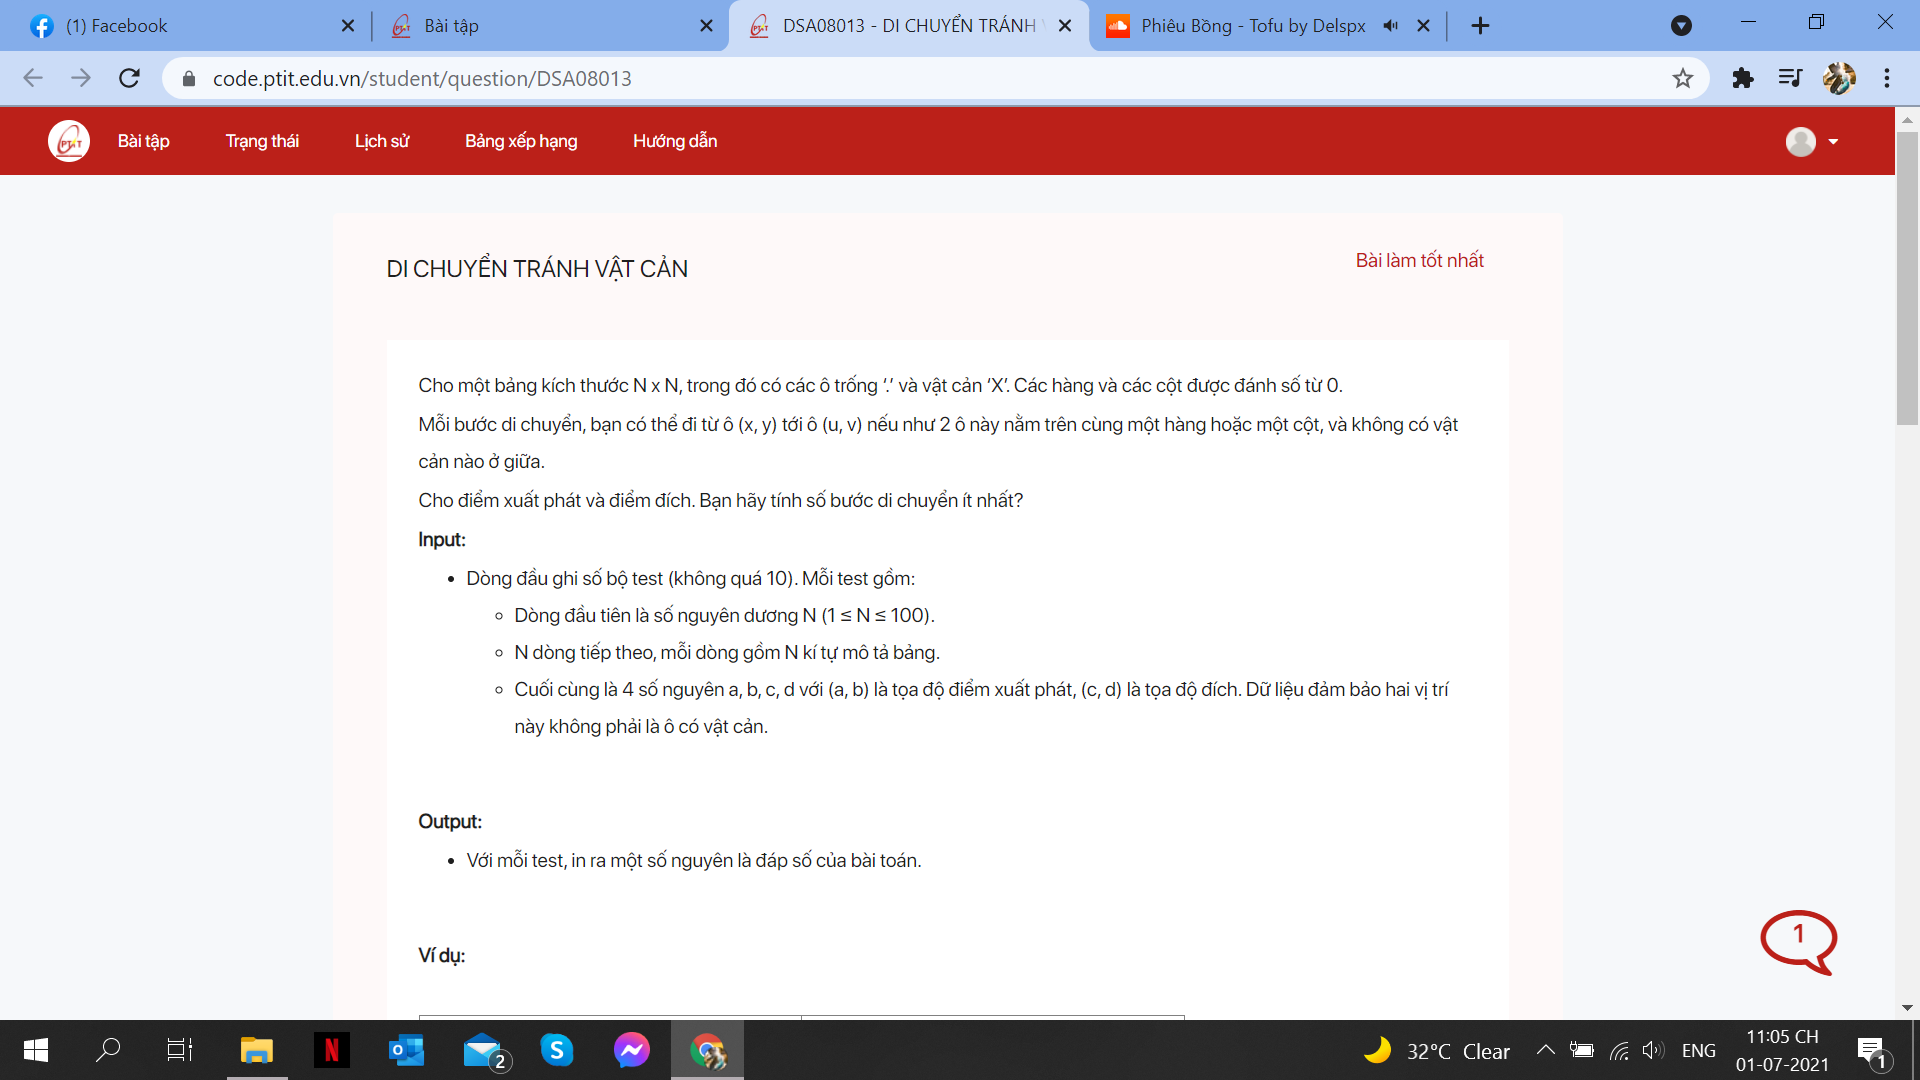 (1) Facebook
Bài tập
DSA08013 - DI CHUYỂN TRÁNH
Phiêu Bồng - Tofu by Delspx
code.ptit.edu.vn/student/question/DSA08013
PTIT
Bài tập
Trạng thái
Lịch sử
Bảng xếp hạng
Hướng dẫn
DI CHUYỂN TRÁNH VẬT CẢN
Bài làm tốt nhất
Cho một bảng kích thước N x N, trong đó có các ô trống ‘.’ và vật cản ‘X’. Các hàng và các cột được đánh số từ 0.
Mỗi bước di chuyển, bạn có thể đi từ ô (x, y) tới ô (u, v) nếu như 2 ô này nằm trên cùng một hàng hoặc một cột, và không có vật
cản nào ở giữa.
Cho điểm xuất phát và điểm đích. Bạn hãy tính số bước di chuyển ít nhất?
Input:
• Dòng đầu ghi số bộ test (không quá 10). Mỗi test gồm:
◦ Dòng đầu tiên là số nguyên dương N (1 ≤ N ≤ 100).
◦ N dòng tiếp theo, mỗi dòng gồm N kí tự mô tả bảng.
◦ Cuối cùng là 4 số nguyên a, b, c, d với (a, b) là tọa độ điểm xuất phát, (c, d) là tọa độ đích. Dữ liệu đảm bảo hai vị trí
này không phải là ô có vật cản.
Output:
• Với mỗi test, in ra một số nguyên là đáp số của bài toán.
Ví dụ:
1
N
2
S
32°C Clear
ENG
11:05 CH
01-07-2021
1